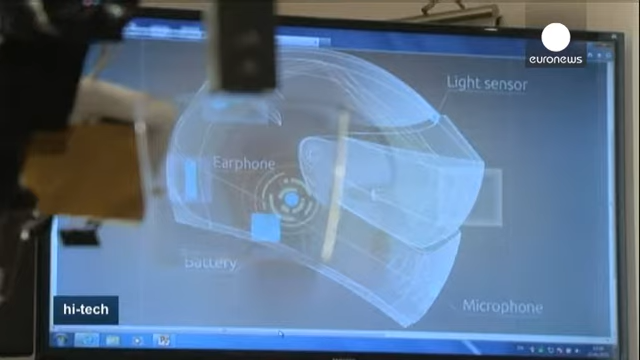 euronews
Light sensor
Earphone
Battery
hi-tech
Microphone